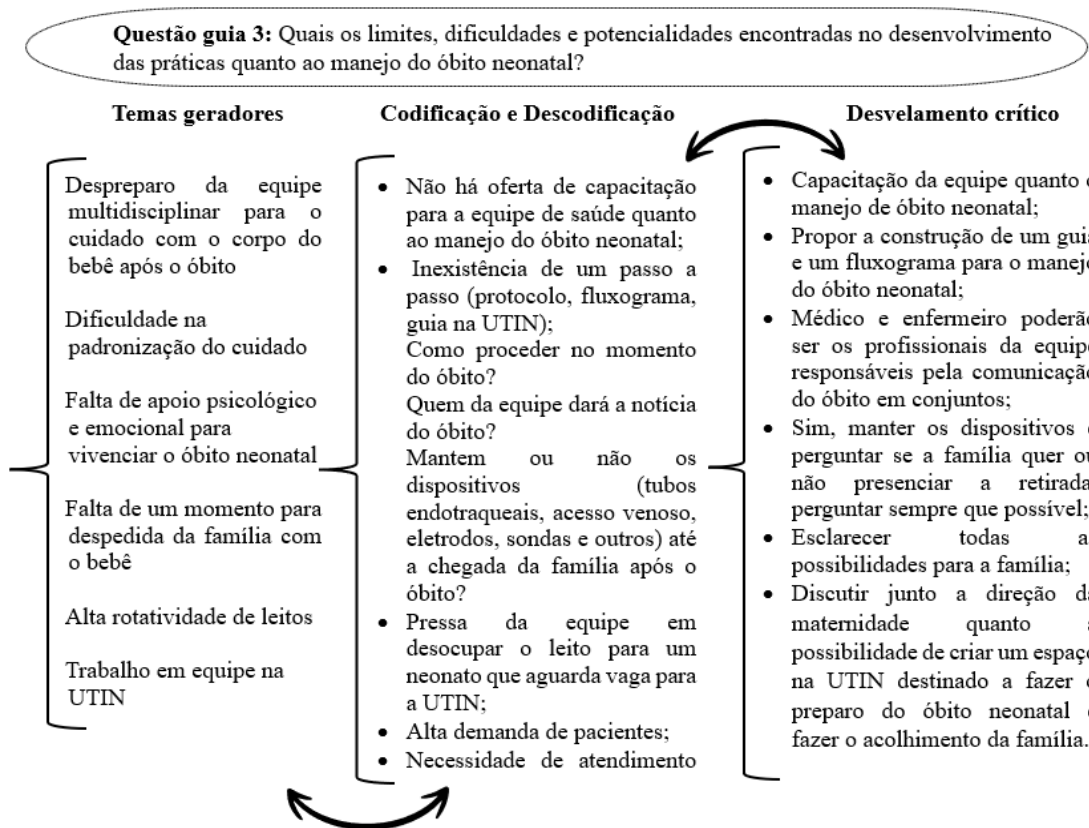 Questão guia 3: Quais os limites, dificuldades e potencialidades encontradas no desenvolvimento
das práticas quanto ao manejo do óbito neonatal?
Temas geradores
Despreparo da equipe
multidisciplinar para o
cuidado com o corpo do
bebê após o óbito
Dificuldade na
padronização do cuidado
Falta de apoio psicológico
e emocional para
vivenciar o óbito neonatal
Falta de um momento para
despedida da família com
o bebê
Alta rotatividade de leitos
Trabalho em equipe na
UTIN
Codificação e Descodificação
• Não há oferta de capacitação
para a equipe de saúde quanto
ao manejo do óbito neonatal;
• Inexistência de um passo a
passo (protocolo, fluxograma,
guia na UTIN);
Como proceder no momento
do óbito?
Quem da equipe dará a notícia
do óbito?
Mantem ou não os
dispositivos (tubos
endotraqueais, acesso venoso,
eletrodos, sondas e outros) até
a chegada da família após o
óbito?
• Pressa da equipe em
desocupar o leito para um
neonato que aguarda vaga para
a UTIN;
• Alta demanda de pacientes;
• Necessidade de atendimento
Desvelamento crítico
• Capacitação da equipe quanto
manejo de óbito neonatal;
• Propor a construção de um guia
e um fluxograma para o manejo
do óbito neonatal;
• Médico e enfermeiro poderão
ser os profissionais da equipe
responsáveis pela comunicação
do óbito em conjuntos;
• Sim, manter os dispositivos
perguntar se a família quer ou
não presenciar a retirada
perguntar sempre que possível;
• Esclarecer todas
possibilidades para a família;
• Discutir junto a direção
maternidade quanto
possibilidade de criar um espaço
na UTIN destinado a fazer
preparo do óbito neonatal
fazer o acolhimento da família.